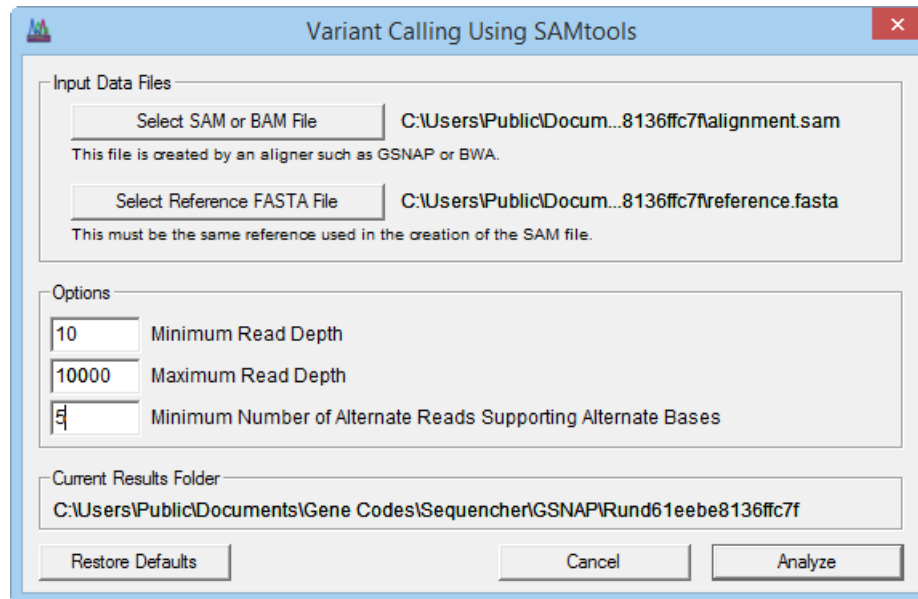 Variant Calling Using SAMtools
Input Data Files
Select SAM or BAM File C:\Users\Public\Docum...8136ffc7f\alignment.sam
This file is created by an aligner such as GSNAP or BWA.
Select Reference FASTA File C:\Users\Public\Docum...8136ffc7f\reference.fasta
This must be the same reference used in the creation of the SAM file.
Options
10 Minimum Read Depth
10000 Maximum Read Depth
5 Minimum Number of Alternate Reads Supporting Alternate Bases
Current Results Folder
C:\Users\Public\Documents\Gene Codes\Sequencher\GSNAP\Rund61eebe8136ffc7f
Restore Defaults Cancel Analyze